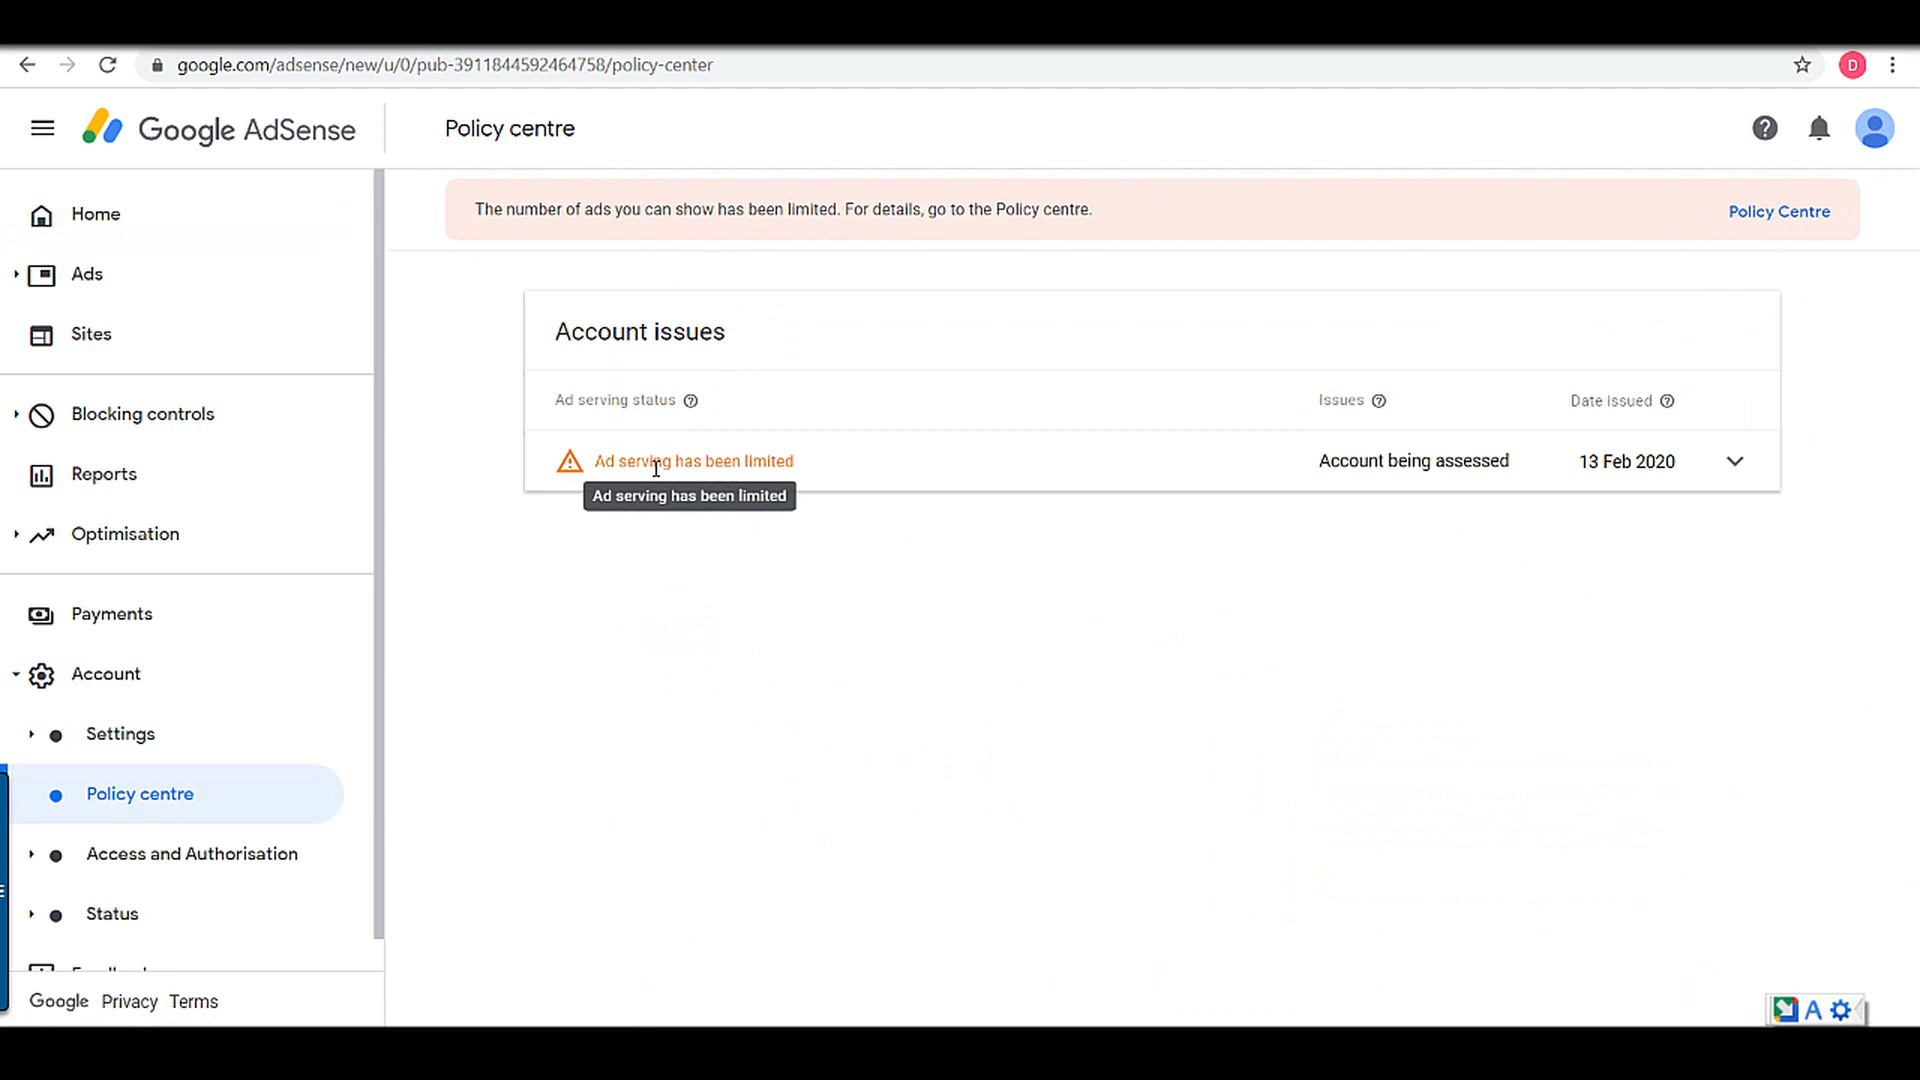 google.com/adsense/new/u/0/pub-3911844592464758/policy-center
D
Google AdSense
Policy centre
The number of ads you can show has been limited. For details, go to the Policy centre.
Policy Centre
Home
Ads
Sites
Blocking controls
Reports
Optimisation
Payments
Account
Settings
Policy centre
Access and Authorisation
Status
Google Privacy Terms
Account issues
Ad serving status
Issues
Date issued
Ad serving has been limited
Account being assessed
13 Feb 2020
Ad serving has been limited
A